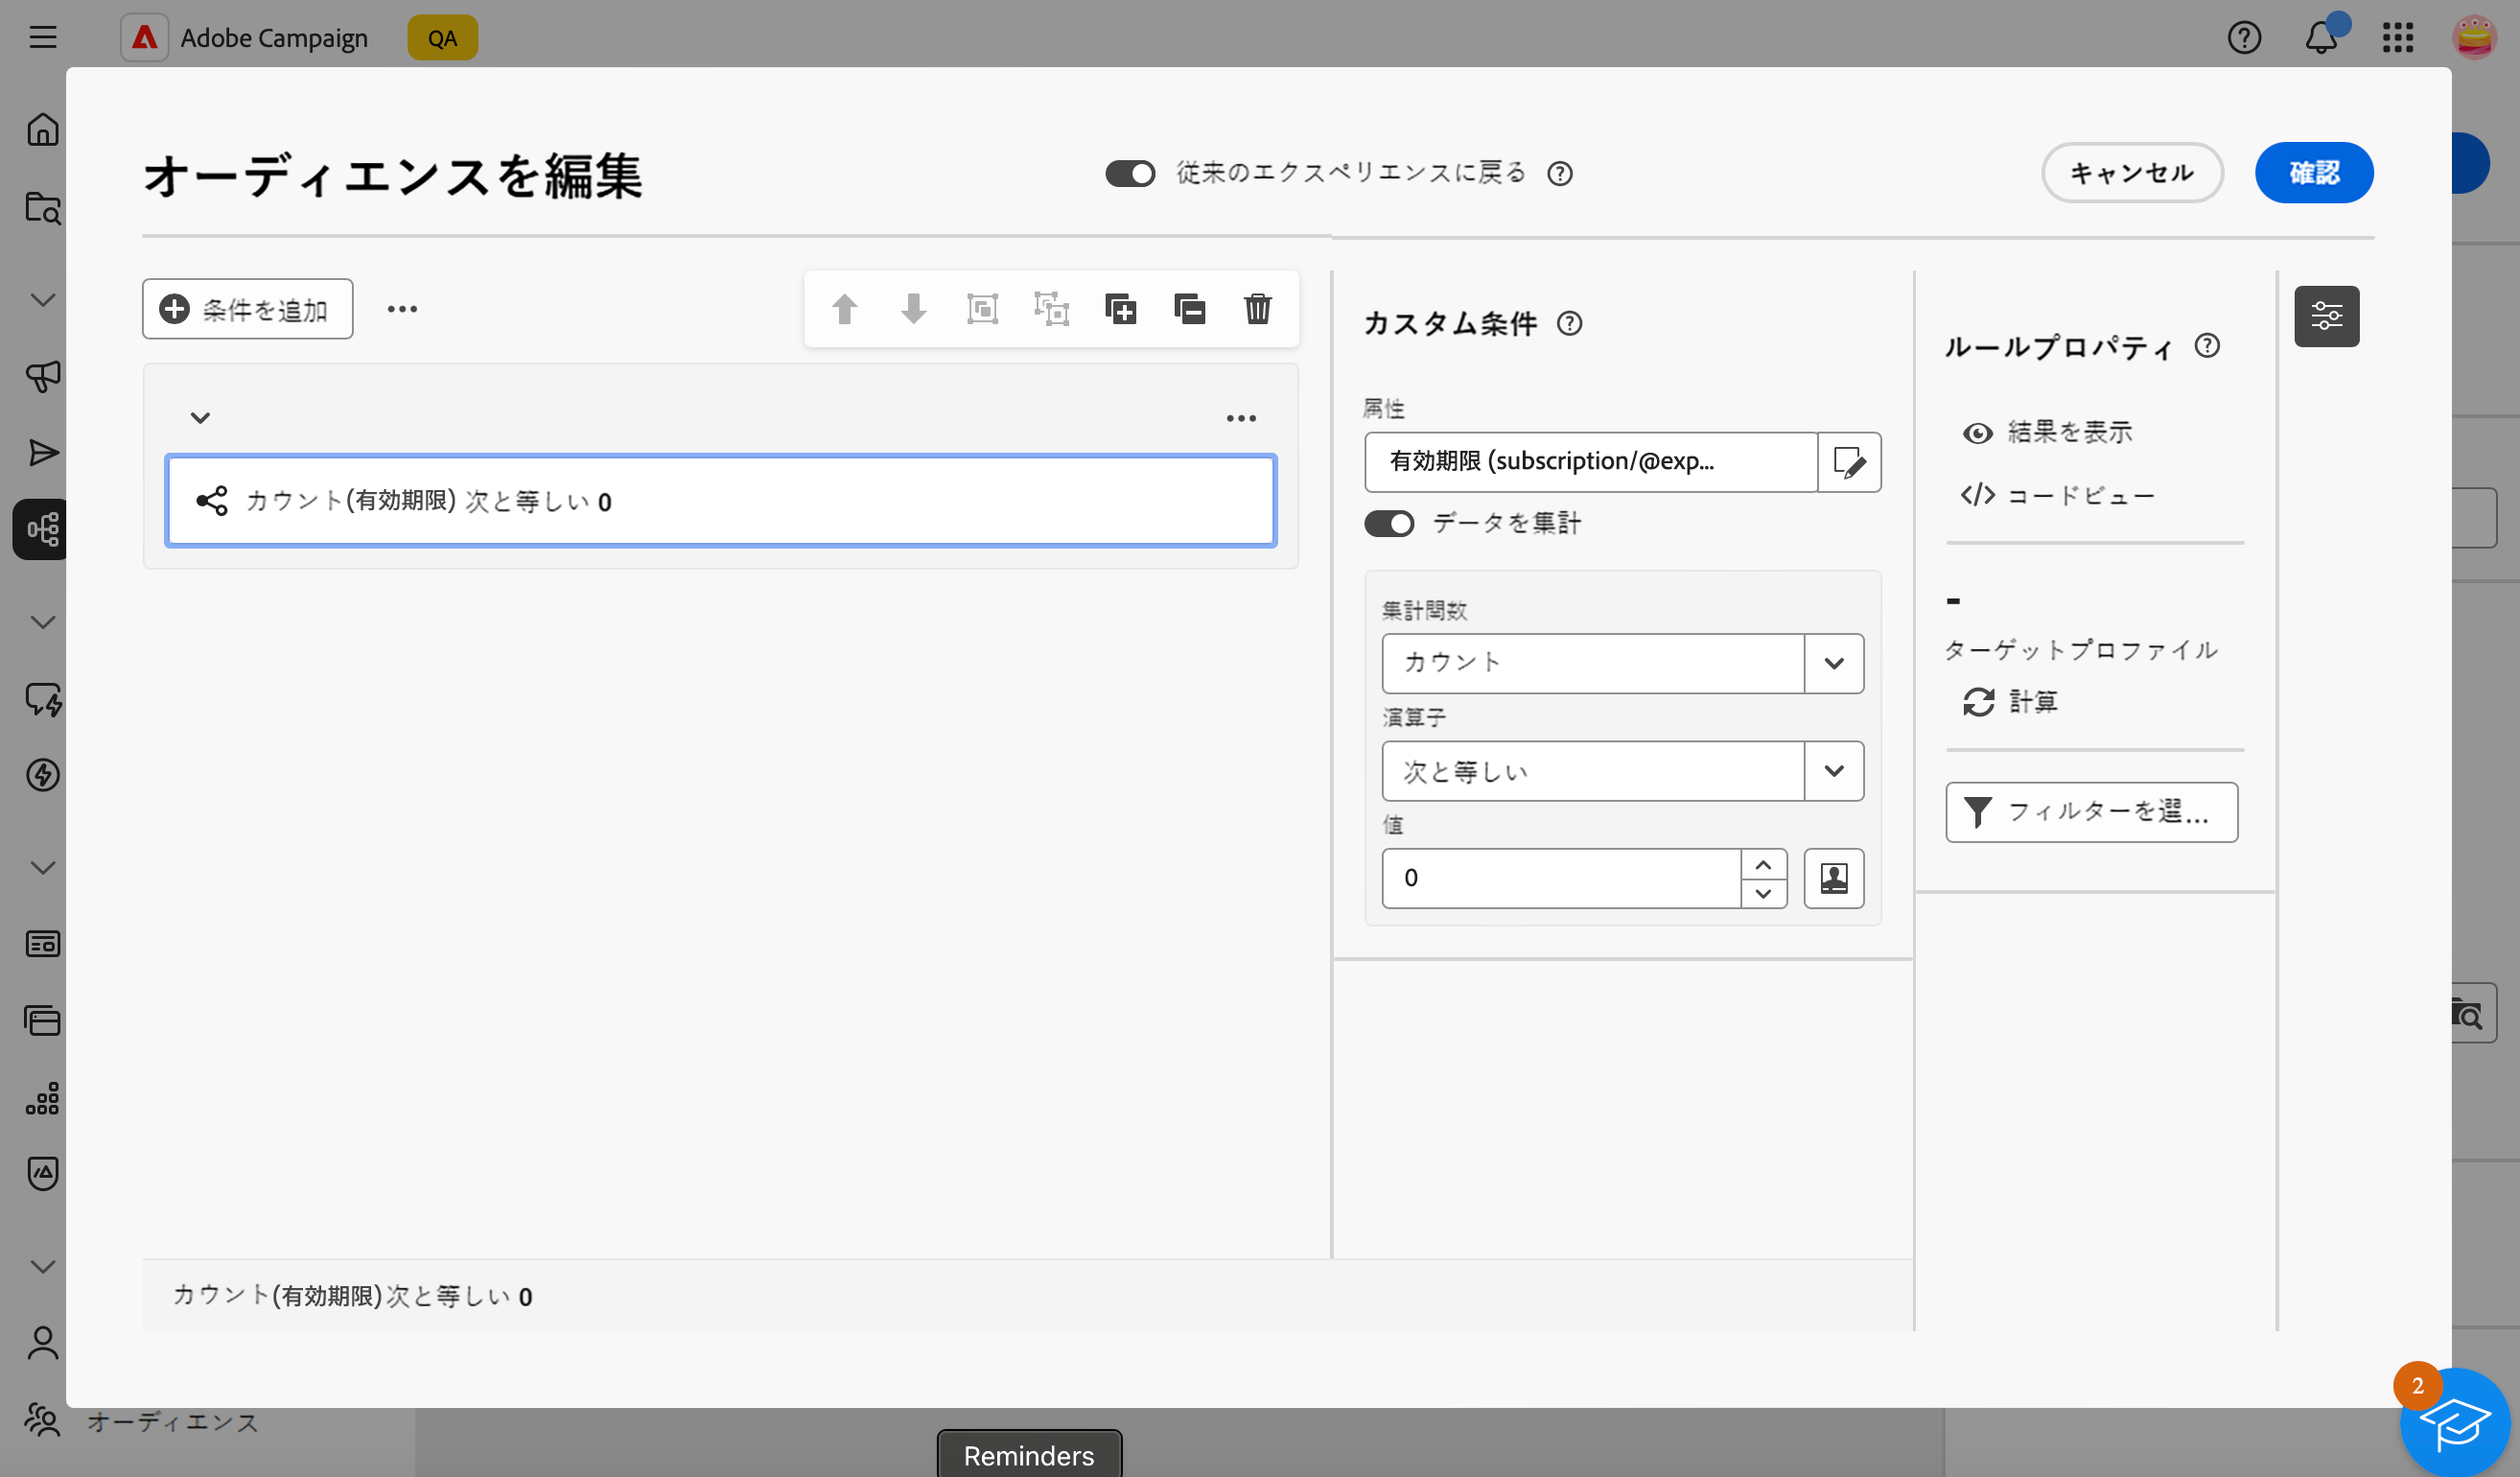 Adobe Campaign
QA
オーディエンスを編集
従来のエクスペリエンスに戻る
キャンセル
確認
条件を追加
カウント(有効期限) 次と等しい 0
カスタム条件
属性
有効期限 (subscription/@exp...
データを集計
集計関数
カウント
演算子
次と等しい
値
0
ルールプロパティ
結果を表示
コードビュー
-
ターゲットプロファイル
計算
フィルターを選...
カウント(有効期限)次と等しい 0
オーディエンス
Reminders
2